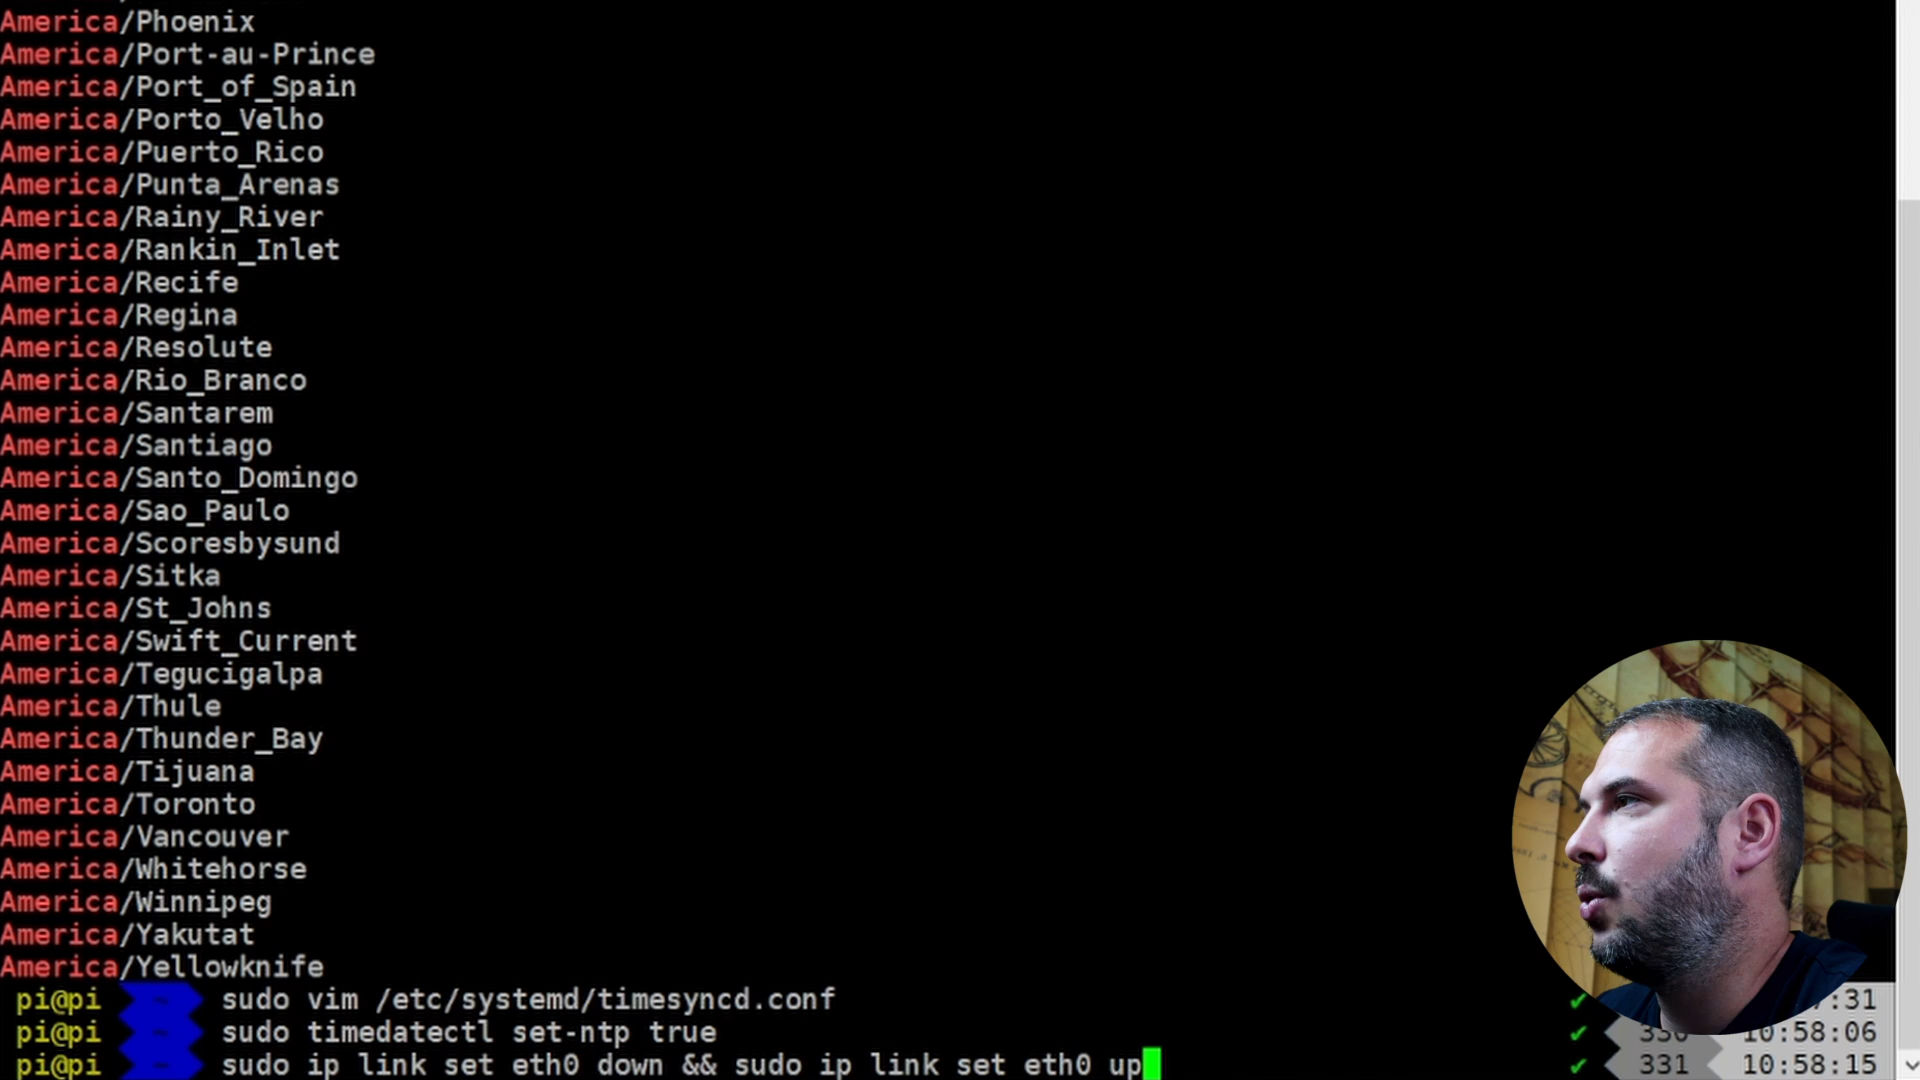 America/Phoenix
America/Port-au-Prince
America/Port_of_Spain
America/Porto_Velho
America/Puerto_Rico
America/Punta_Arenas
America/Rainy_River
America/Rankin_Inlet
America/Recife
America/Regina
America/Resolute
America/Rio_Branco
America/Santarem
America/Santiago
America/Santo_Domingo
America/Sao_Paulo
America/Scoresbysund
America/Sitka
America/St_Johns
America/Swift_Current
America/Tegucigalpa
America/Thule
America/Thunder_Bay
America/Tijuana
America/Toronto
America/Vancouver
America/Whitehorse
America/Winnipeg
America/Yakutat
America/Yellowknife
pi@pi ~ sudo vim /etc/systemd/timesyncd.conf ✔ :31
pi@pi ~ sudo timedatectl set-ntp true ✔ 330 10:58:06
pi@pi ~ sudo ip link set eth0 down && sudo ip link set eth0 up ✔ 331 10:58:15